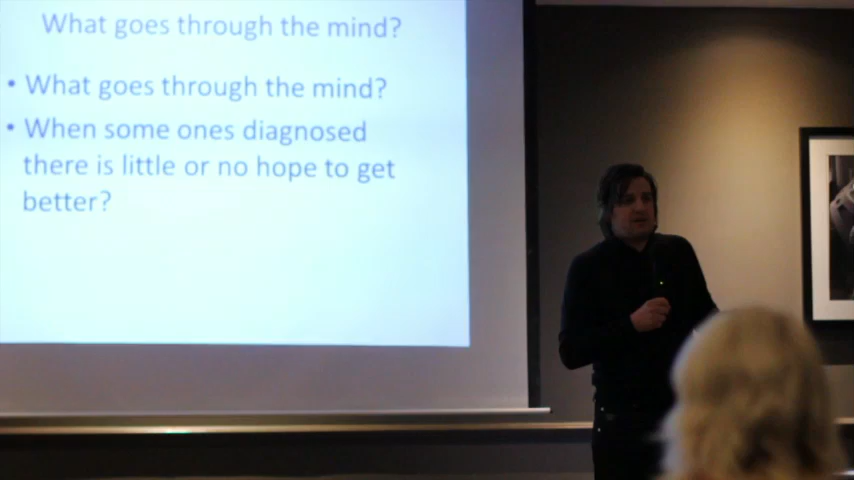 What goes through the mind?
• What goes through the mind?
• When some ones diagnosed
there is little or no hope to get
better?